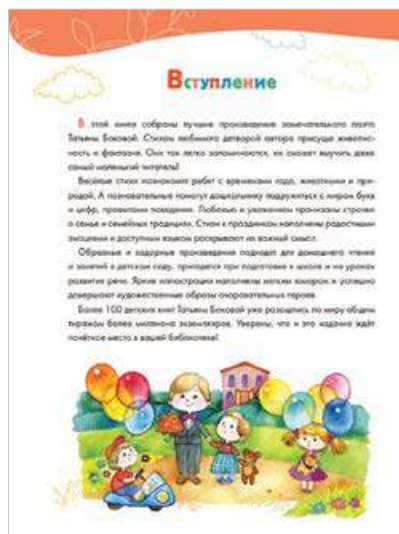 Вступление
В этой книге собраны лучшие произведения замечательного поэта
Татьяны Боковой. Стихам любимого детворой автора присуща живопис-
ность и фантазия. Они так легко запоминаются, их сможет выучить даже
самый маленький читатель!
Весёлые стихи познакомят ребят с временами года, животными и при-
родой. А познавательные помогут дошкольнику подружиться с миром букв
и цифр, правилами поведения. Любовью и уважением пронизаны строчки
о семье и семейных традициях. Стихи к праздникам наполнены радостными
эмоциями и доступным языком раскрывают их важный смысл.
Образные и задорные произведения подходят для домашнего чтения
и занятий в детском саду, пригодятся при подготовке к школе и на уроках
развития речи. Яркие иллюстрации наполнены мягким юмором и успешно
довершают художественные образы очаровательных героев.
Более 100 детских книг Татьяны Боковой уже разошлись по миру общим
тиражом более миллиона экземпляров. Уверены, что и это издание ждёт
почётное место в вашей библиотеке!